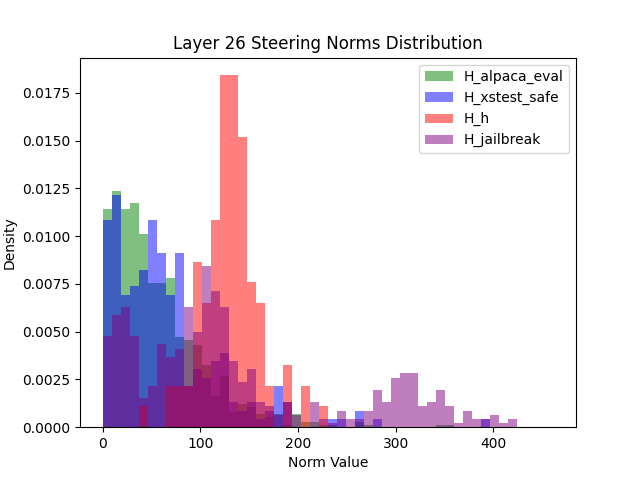 Layer 26 Steering Norms Distribution
H_alpaca_eval
H_xstest_safe
H_h
H_jailbreak
Density
0.0175
0.0150
0.0125
0.0100
0.0075
0.0050
0.0025
0.0000
0 100 200 300 400
Norm Value